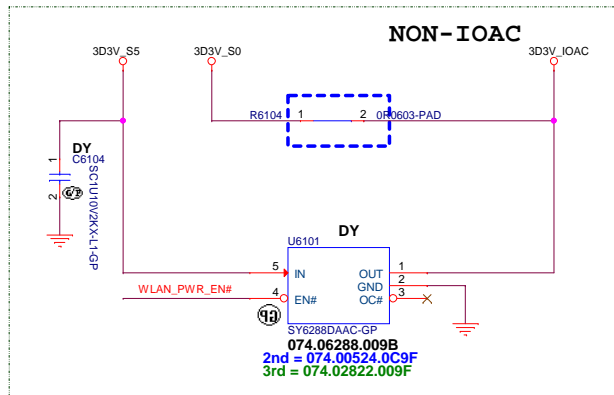 NON-IOAC
3D3V_S5
3D3V_S0
3D3V_IOAC
R6104
1
2
0R0603-PAD
DY
C6104
1
2
SC1U10V2KX-L1-GP
DY
U6101
5
IN
OUT
1
GND
2
WLAN_PWR_EN#
4
EN#
OC#
3
SY6288DAAC-GP
074.06288.009B
2nd = 074.00524.0C9F
3rd = 074.02822.009F